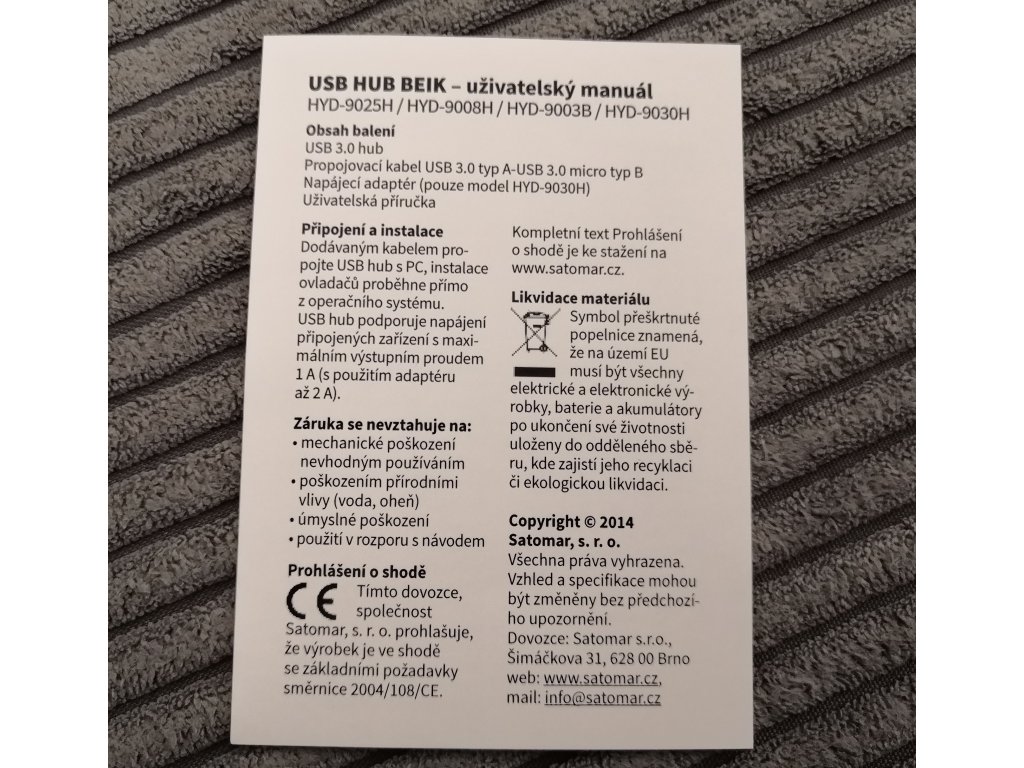 USB HUB BEIK – uživatelský manuál
HYD-9025H / HYD-9008H / HYD-9003B / HYD-9030H
Obsah balení
USB 3.0 hub
Propojovací kabel USB 3.0 typ A-USB 3.0 micro typ B
Napájecí adaptér (pouze model HYD-9030H)
Uživatelská příručka
Připojení a instalace
Dodávaným kabelem pro-
pojte USB hub s PC, instalace
ovladačů proběhne přímo
z operačního systému.
USB hub podporuje napájení
připojených zařízení s maxi-
málním výstupním proudem
1 A (s použitím adaptéru
až 2 A).
Záruka se nevztahuje na:
• mechanické poškození
nevhodným používáním
• poškozením přírodními
vlivy (voda, oheň)
• úmyslné poškození
• použití v rozporu s návodem
Prohlášení o shodě
CE Tímto dovozce,
společnost
Satomar, s. r. o. prohlašuje,
že výrobek je ve shodě
se základními požadavky
směrnice 2004/108/CE.
Kompletní text Prohlášení
o shodě je ke stažení na
www.satomar.cz.
Likvidace materiálu
Symbol přeškrtnuté
popelnice znamená,
že na území EU
musí být všechny
elektrické a elektronické vý-
robky, baterie a akumulátory
po ukončení své životnosti
uloženy do odděleného sbě-
ru, kde zajistí jeho recyklaci
či ekologickou likvidaci.
Copyright © 2014
Satomar, s. r. o.
Všechna práva vyhrazena.
Vzhled a specifikace mohou
být změněny bez předchozí-
ho upozornění.
Dovozce: Satomar s.r.o.,
Šimáčkova 31, 628 00 Brno
web: www.satomar.cz,
mail: info@satomar.cz